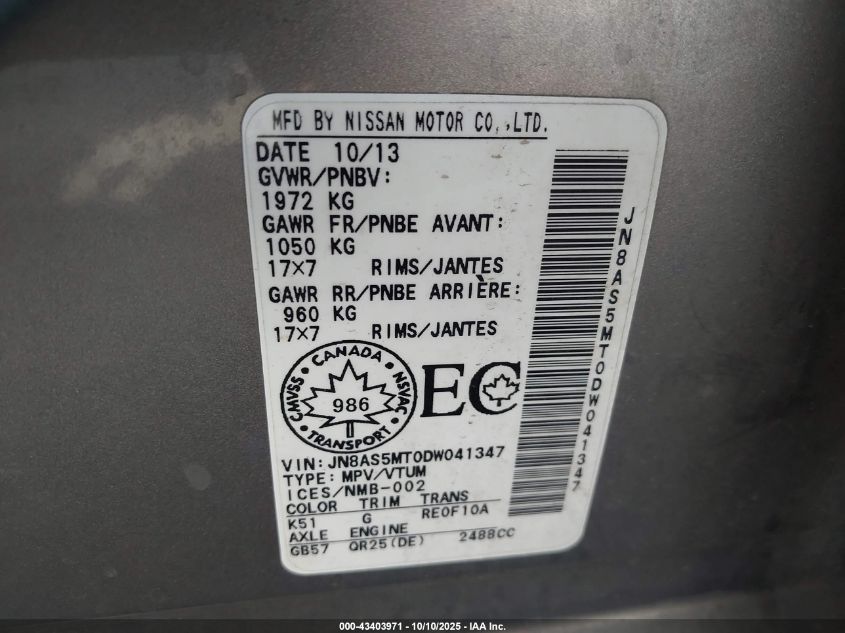 MFD BY NISSAN MOTOR CO.,LTD.
DATE 10/13
GVWR/PNBV:
1972 KG
GAWR FR/PNBE AVANT:
1050 KG
17×7 RIMS/JANTES
GAWR RR/PNBE ARRIÈRE:
960 KG
17×7 RIMS/JANTES
CANADA
CMVSS
NSVAC
986
TRANSPORT
EC
VIN:JN8AS5MT0DW041347
TYPE:MPV/VTUM
ICES/NMB-002
COLOR TRIM TRANS
K51 G RE0F10A
AXLE ENGINE
GB57 QR25(DE) 2488CC
JN8AS5MT0DW041347
000-43403971 - 10/10/2025 - IAA Inc.